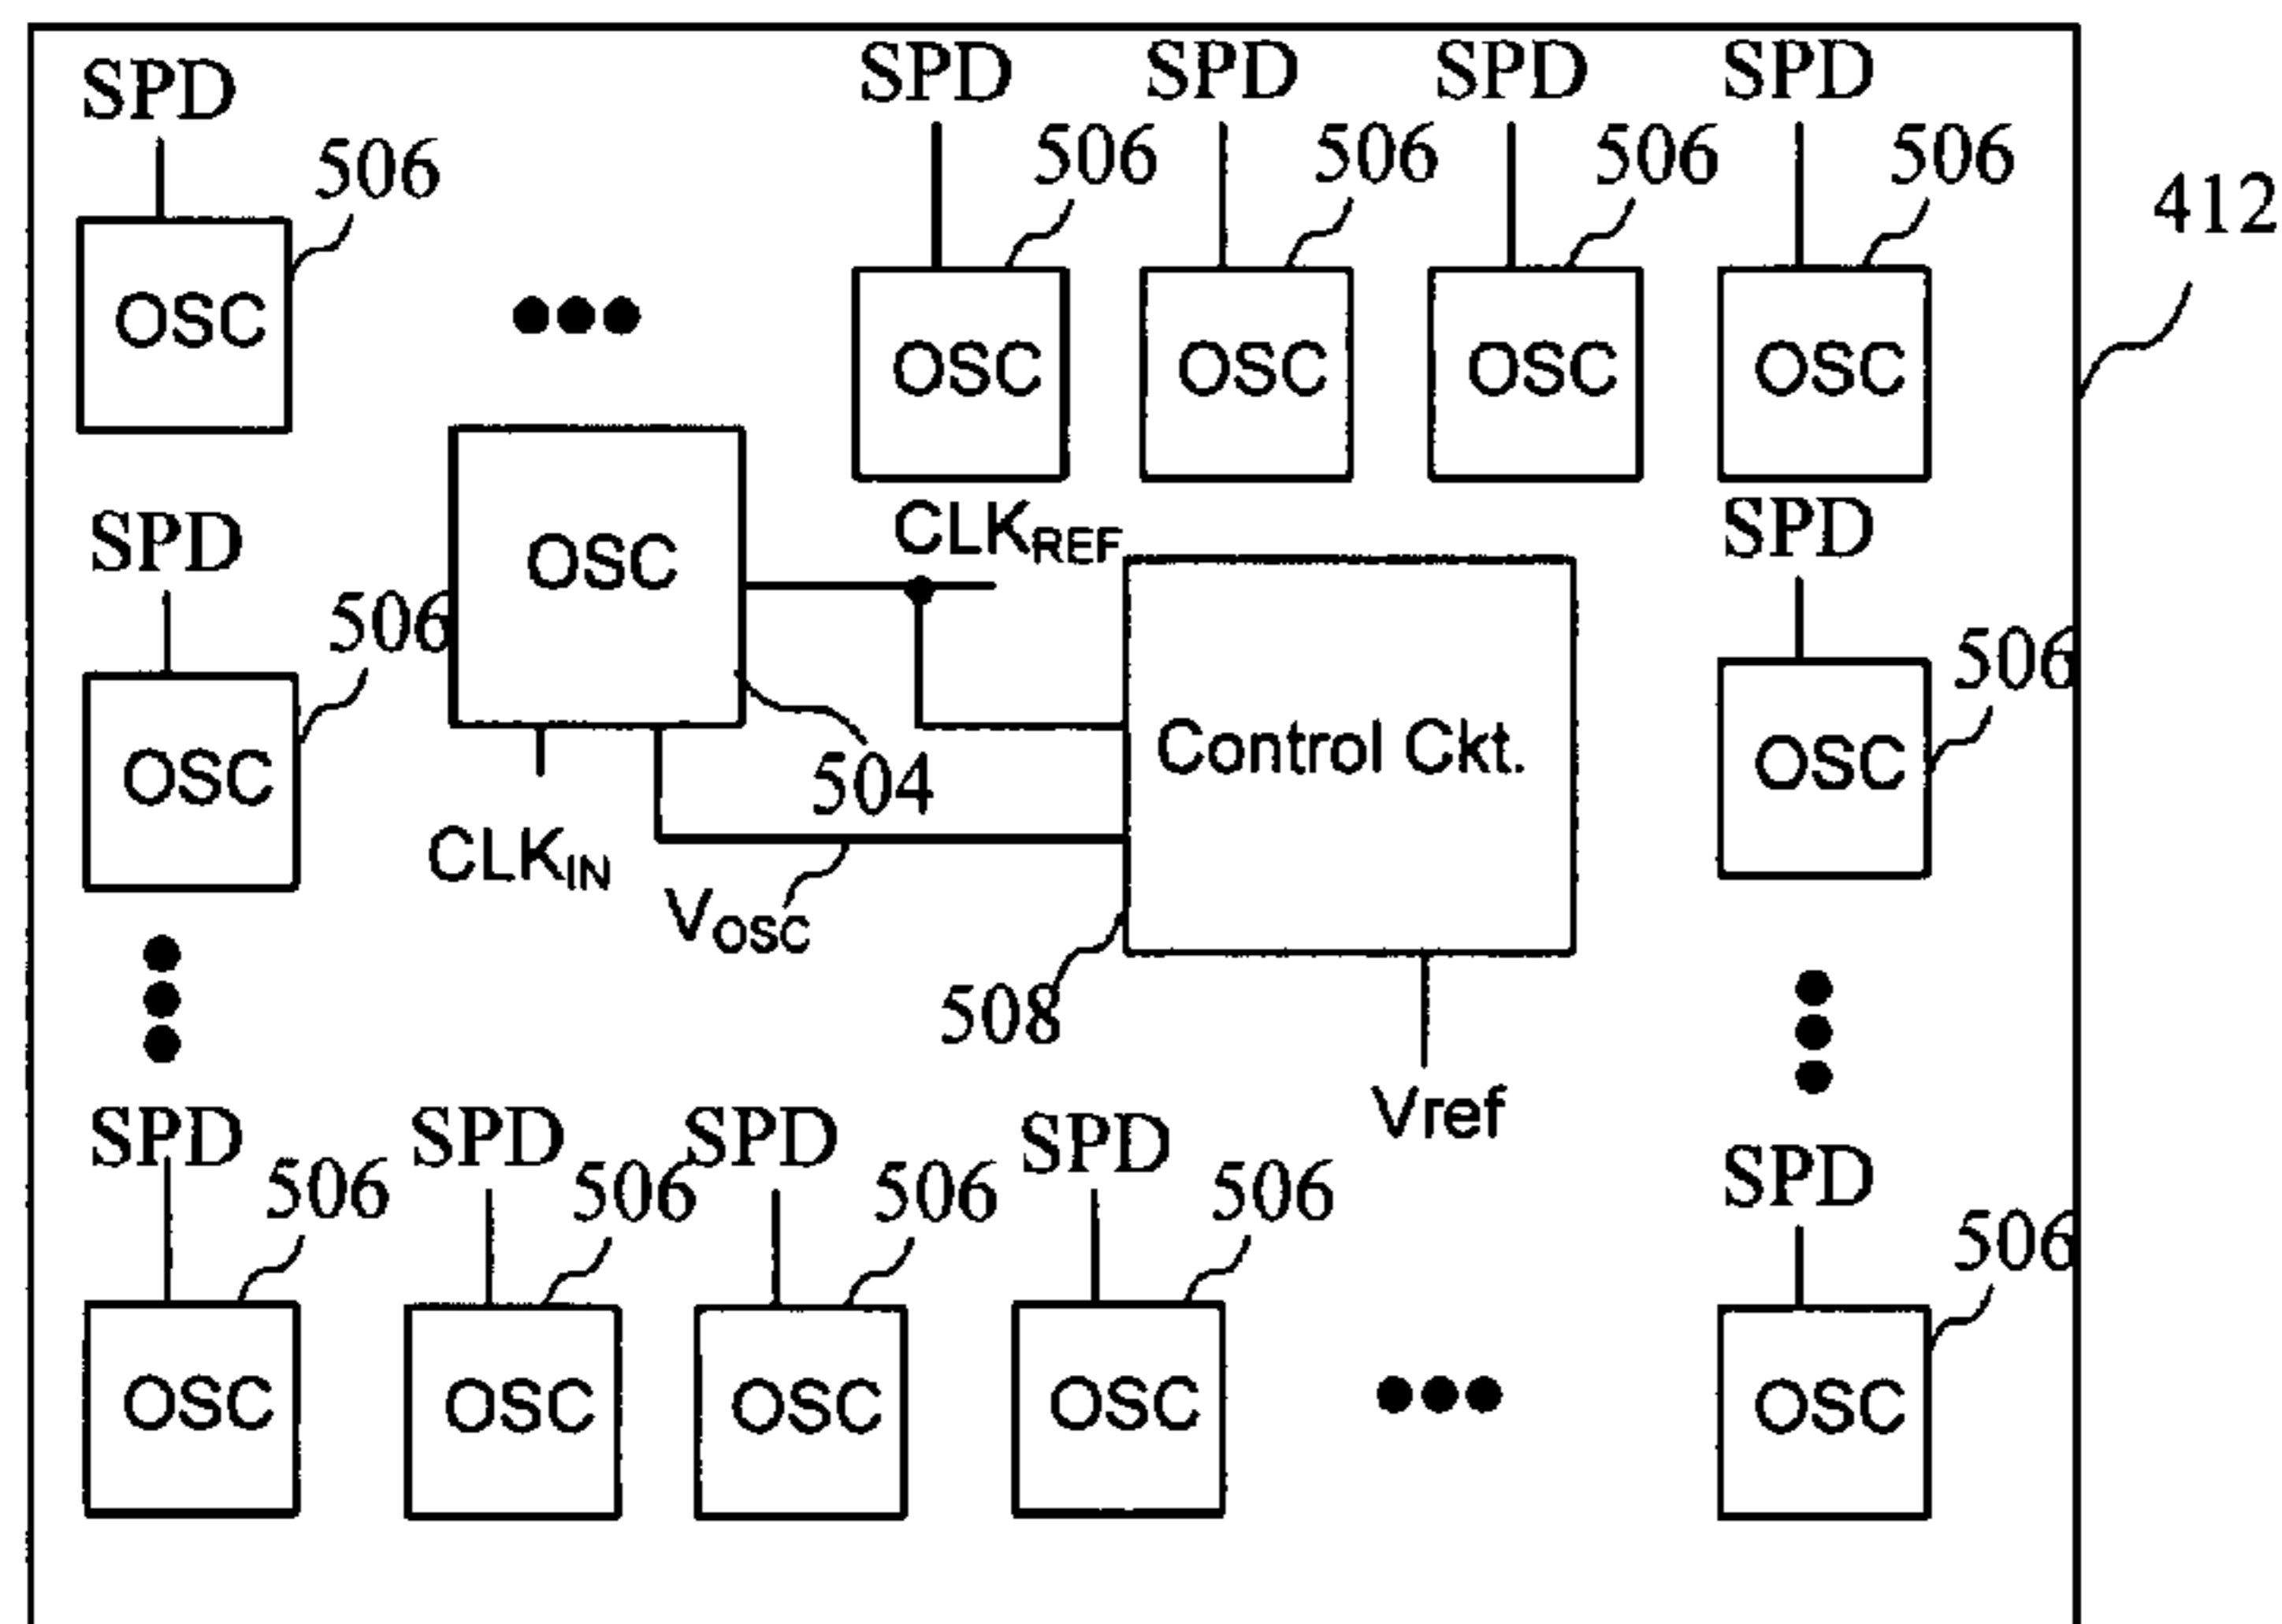 SPD SPD SPD SPD SPD
506 506 506 506 506
412
OSC OSC OSC OSC OSC
SPD CLKREF SPD
OSC
506 506
OSC Control Ckt. OSC
504
CLKIN
VOSC
508
Vref
SPD SPD SPD SPD SPD
506 506 506 506 506
OSC OSC OSC OSC OSC